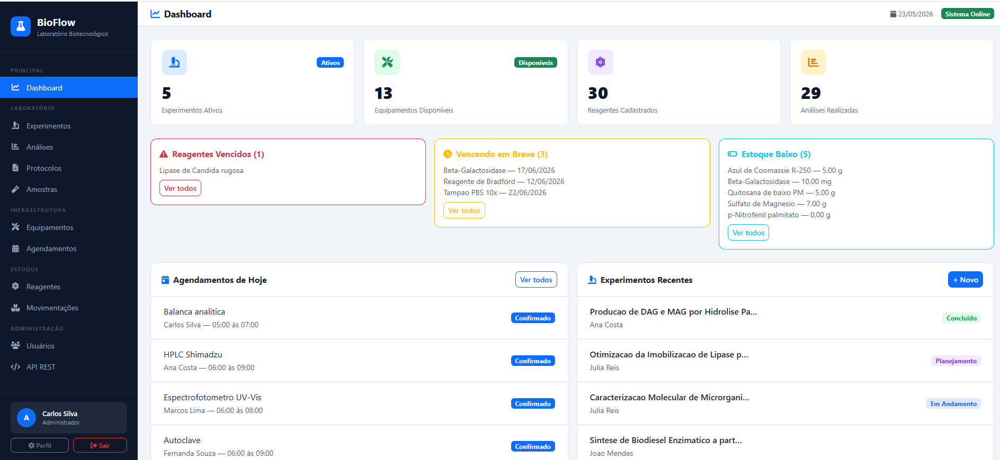 BioFlow
Laboratório Biotecnológico
PRINCIPAL
Dashboard
LABORATÓRIO
Experimentos
Análises
Protocolos
Amostras
INFRAESTRUTURA
Equipamentos
Agendamentos
ESTOQUE
Reagentes
Movimentações
ADMINISTRAÇÃO
Usuários
API REST
A
Carlos Silva
Administrador
Perfil
Sair
Dashboard
23/05/2026
Sistema Online
Ativos
5
Experimentos Ativos
Disponíveis
13
Equipamentos Disponíveis
30
Reagentes Cadastrados
29
Análises Realizadas
Reagentes Vencidos (1)
Lipase de Candida rugosa
Ver todos
Vencendo em Breve (3)
Beta-Galactosidase — 17/06/2026
Reagente de Bradford — 12/06/2026
Tampao PBS 10x — 22/06/2026
Ver todos
Estoque Baixo (5)
Azul de Coomassie R-250 — 5,00 g
Beta-Galactosidase — 10,00 mg
Quitosana de baixo PM — 5,00 g
Sulfato de Magnesio — 7,00 g
p-Nitrofenil palmitato — 0,00 g
Ver todos
Agendamentos de Hoje
Ver todos
Balanca analitica
Carlos Silva — 05:00 às 07:00
Confirmado
HPLC Shimadzu
Ana Costa — 06:00 às 09:00
Confirmado
Espectrofotometro UV-Vis
Marcos Lima — 06:00 às 08:00
Confirmado
Autoclave
Fernanda Souza — 06:00 às 09:00
Confirmado
Experimentos Recentes
+ Novo
Producao de DAG e MAG por Hidrolise Pa...
Ana Costa
Concluído
Otimizacao da Imobilizacao de Lipase p...
Julia Reis
Planejamento
Caracterizacao Molecular de Microrgani...
Julia Reis
Em Andamento
Sintese de Biodiesel Enzimatico a part...
Joao Mendes